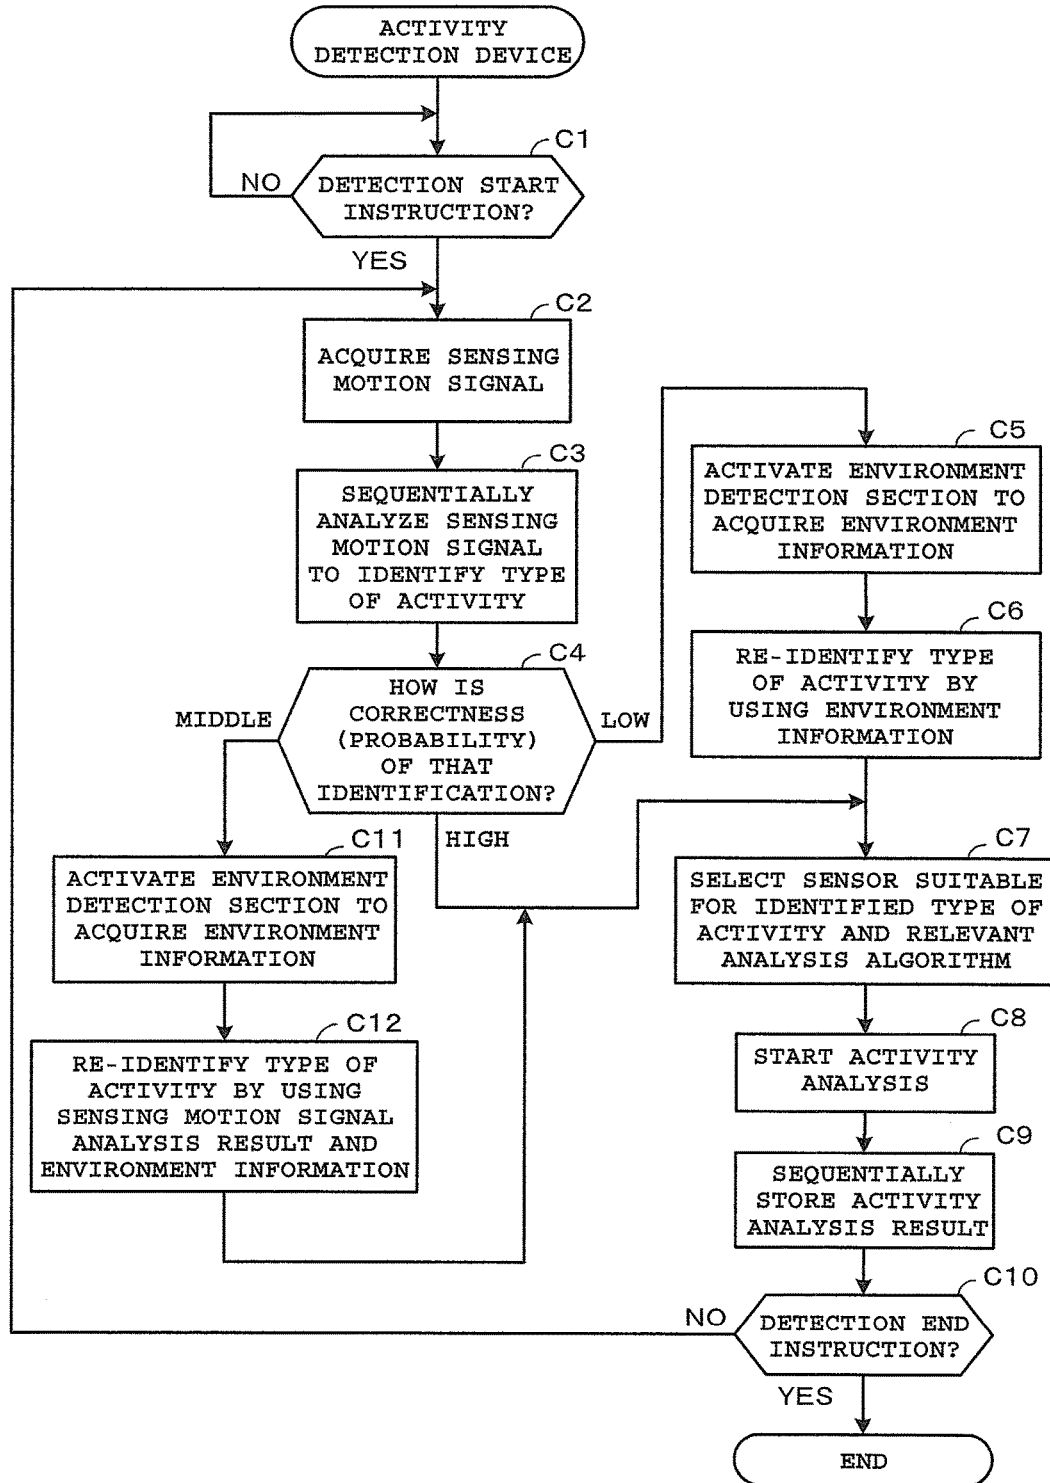 ACTIVITY
DETECTION DEVICE
C1
NO
DETECTION START
INSTRUCTION?
YES
C2
ACQUIRE SENSING
MOTION SIGNAL
C3
SEQUENTIALLY
ANALYZE SENSING
MOTION SIGNAL
TO IDENTIFY TYPE
OF ACTIVITY
C4
HOW IS
CORRECTNESS
(PROBABILITY)
OF THAT
IDENTIFICATION?
MIDDLE
LOW
HIGH
C5
ACTIVATE ENVIRONMENT
DETECTION SECTION TO
ACQUIRE ENVIRONMENT
INFORMATION
C6
RE-IDENTIFY TYPE
OF ACTIVITY BY
USING ENVIRONMENT
INFORMATION
C11
ACTIVATE ENVIRONMENT
DETECTION SECTION TO
ACQUIRE ENVIRONMENT
INFORMATION
C12
RE-IDENTIFY TYPE OF
ACTIVITY BY USING
SENSING MOTION SIGNAL
ANALYSIS RESULT AND
ENVIRONMENT INFORMATION
C7
SELECT SENSOR SUITABLE
FOR IDENTIFIED TYPE OF
ACTIVITY AND RELEVANT
ANALYSIS ALGORITHM
C8
START ACTIVITY
ANALYSIS
C9
SEQUENTIALLY
STORE ACTIVITY
ANALYSIS RESULT
C10
NO
DETECTION END
INSTRUCTION?
YES
END